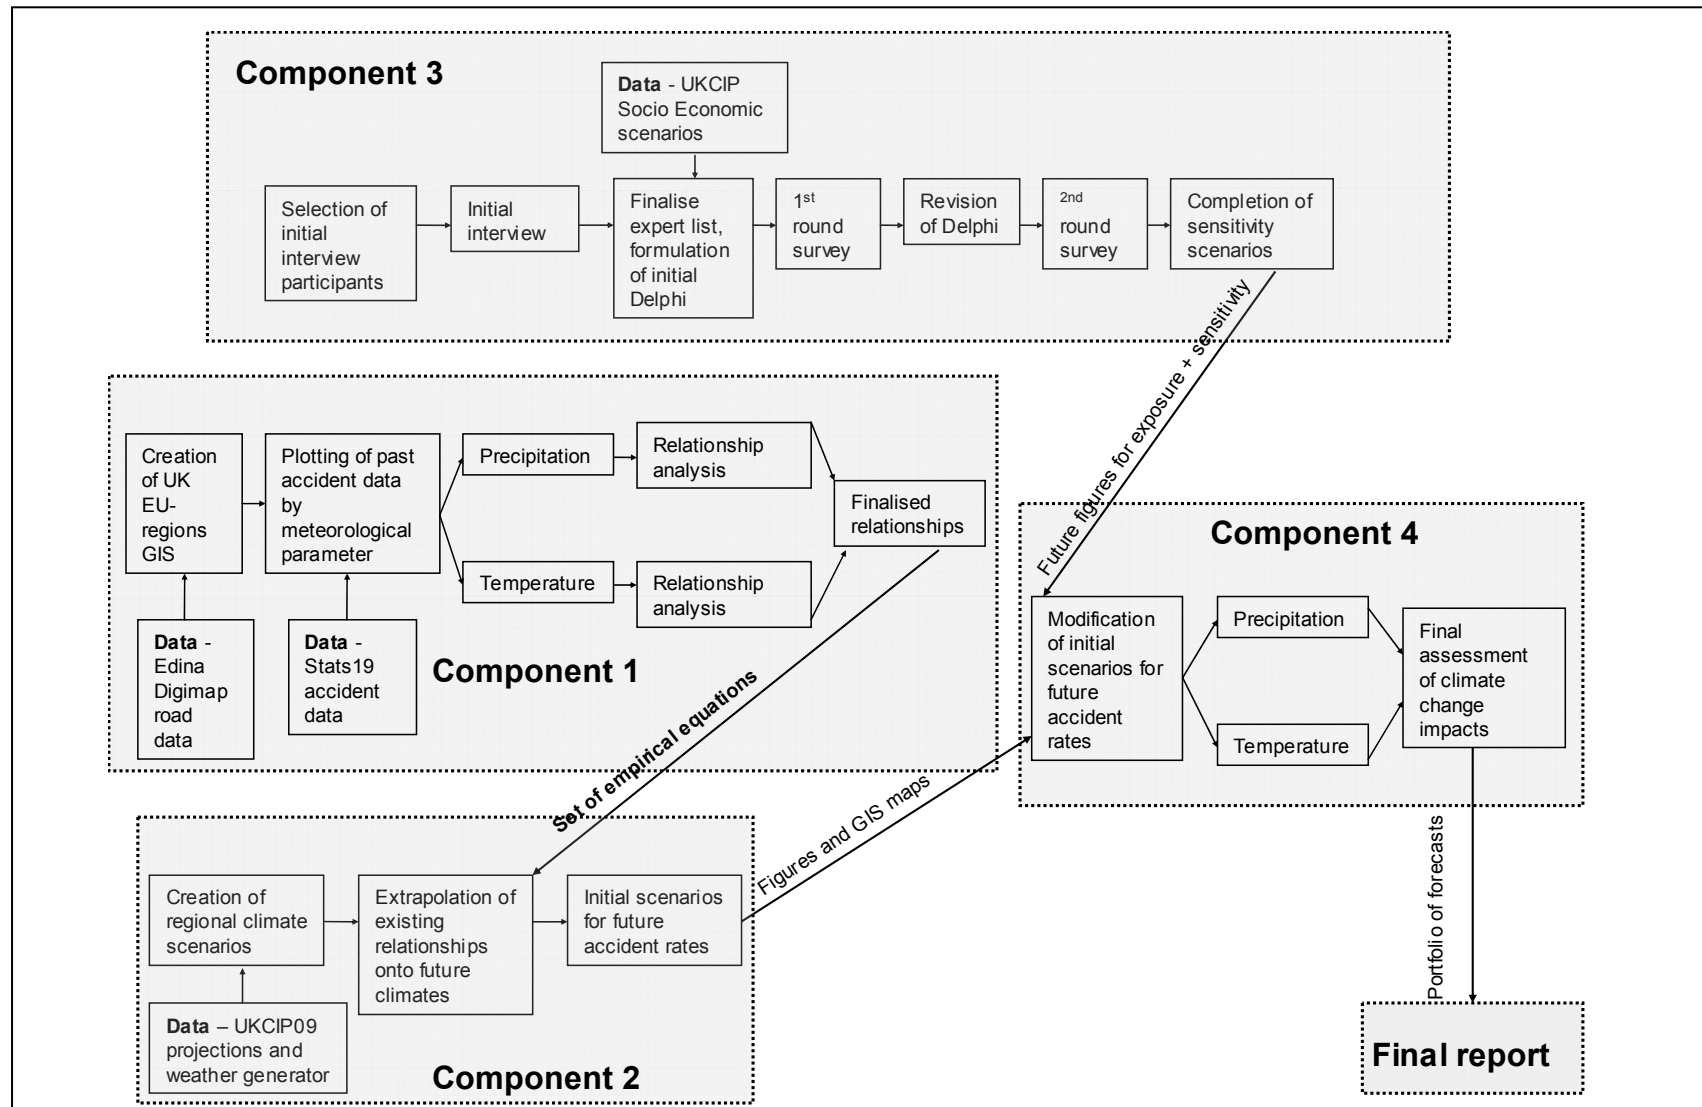 Component 3
Data - UKCIP
Socio Economic
scenarios
Selection of
initial
interview
participants
Initial
interview
Finalise
expert list,
formulation
of initial
Delphi
1st
round
survey
Revision
of Delphi
2nd
round
survey
Completion of
sensitivity
scenarios
Future figures for exposure + sensitivity
Creation
of UK
EU-
regions
GIS
Plotting of past
accident data
by
meteorological
parameter
Precipitation
Relationship
analysis
Temperature
Relationship
analysis
Finalised
relationships
Data -
Edina
Digimap
road
data
Data -
Stats19
accident
data
Component 1
Set of empirical equations
Component 4
Modification
of initial
scenarios for
future
accident
rates
Precipitation
Temperature
Final
assessment
of climate
change
impacts
Figures and GIS maps
Creation of
regional climate
scenarios
Extrapolation of
existing
relationships
onto future
climates
Initial scenarios
for future
accident rates
Data – UKCIP09
projections and
weather generator
Component 2
Portfolio of forecasts
Final report